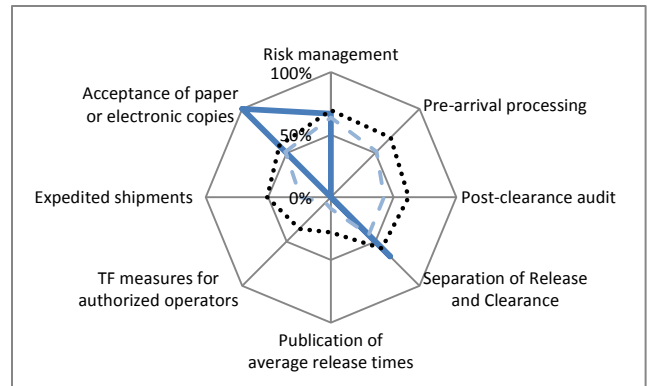 Risk management
100%
Acceptance of paper
or electronic copies
Pre-arrival processing
50%
Expedited shipments
0%
Post-clearance audit
TF measures for
authorized operators
Separation of Release
and Clearance
Publication of
average release times